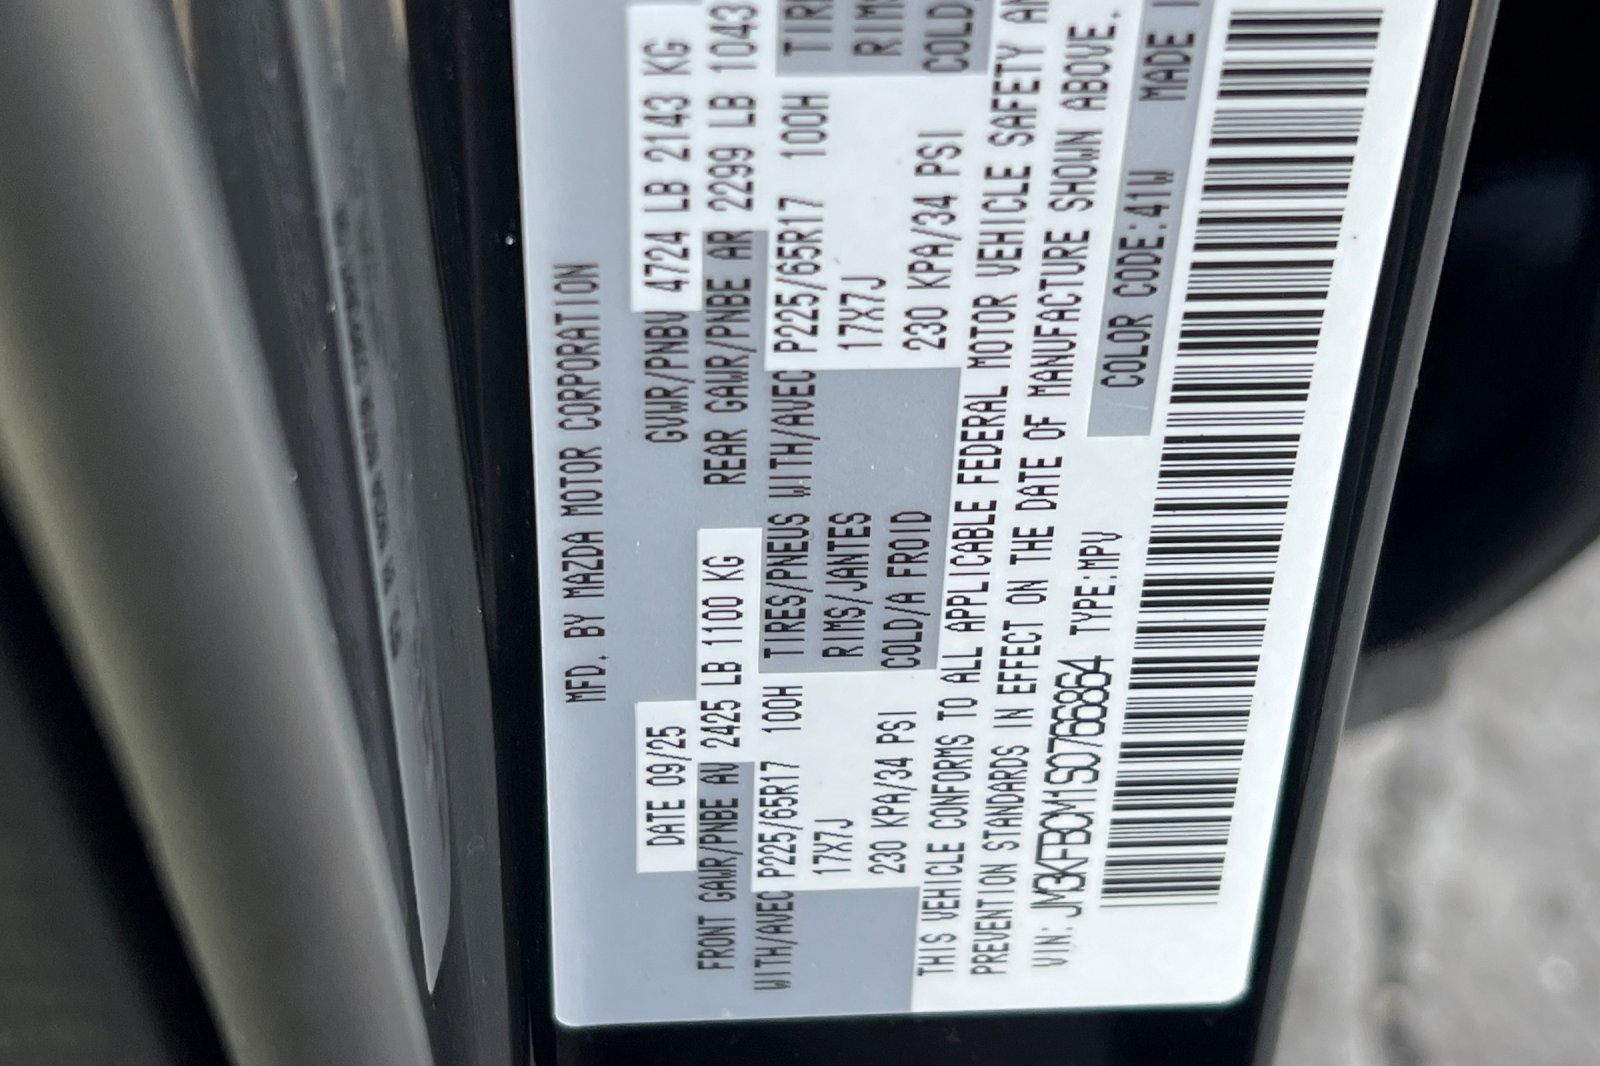 MFD. BY MAZDA MOTOR CORPORATION
DATE 09/25 GVWR/PNBV 4724 LB 2143 KG
FRONT GAWR/PNBE AV 2425 LB 1100 KG REAR GAWR/PNBE AR 2299 LB 1043
WITH/AVEC P225/65R17 100H TIRES/PNEUS WITH/AVEC P225/65R17 100H
17X7J RIMS/JANTES 17X7J RIMS
230 KPA/34 PSI COLD/A FROID 230 KPA/34 PSI COLD
THIS VEHICLE CONFORMS TO ALL APPLICABLE FEDERAL MOTOR VEHICLE SAFETY
PREVENTION STANDARDS IN EFFECT ON THE DATE OF MANUFACTURE SHOWN ABOVE.
VIN: JM3KFBCM1S0766864 TYPE:MPV COLOR CODE:41W MADE